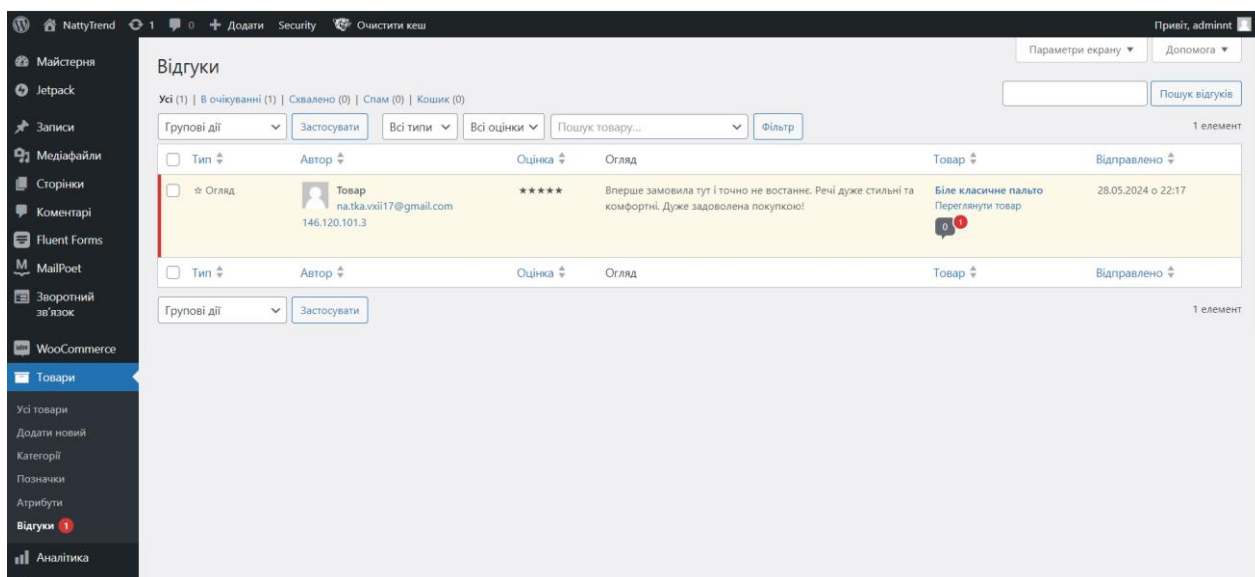 NattyTrend 1 0 Додати Security Очистити кеш Привіт, adminnt
Майстерня
Jetpack
Записи
Медіафайли
Сторінки
Коментарі
Fluent Forms
MailPoet
Зворотний
зв'язок
WooCommerce
Товари
Усі товари
Додати новий
Категорії
Позначки
Атрибути
Відгуки 1
Аналітика
Параметри екрану Допомога
Відгуки
Усі (1) | В очікуванні (1) | Схвалено (0) | Спам (0) | Кошик (0)
Пошук відгуків
Групові дії Застосувати Всі типи Всі оцінки Пошук товару... Фільтр 1 елемент
Тип Автор Оцінка Огляд Товар Відправлено
☆ Огляд Товар ★★★★★ Вперше замовила тут і точно не востаннє. Речі дуже стильні та Біле класичне пальто 28.05.2024 о 22:17
na.tka.vxii17@gmail.com комфортні. Дуже задоволена покупкою! Переглянути товар
146.120.101.3 0 1
Тип Автор Оцінка Огляд Товар Відправлено
Групові дії Застосувати 1 елемент